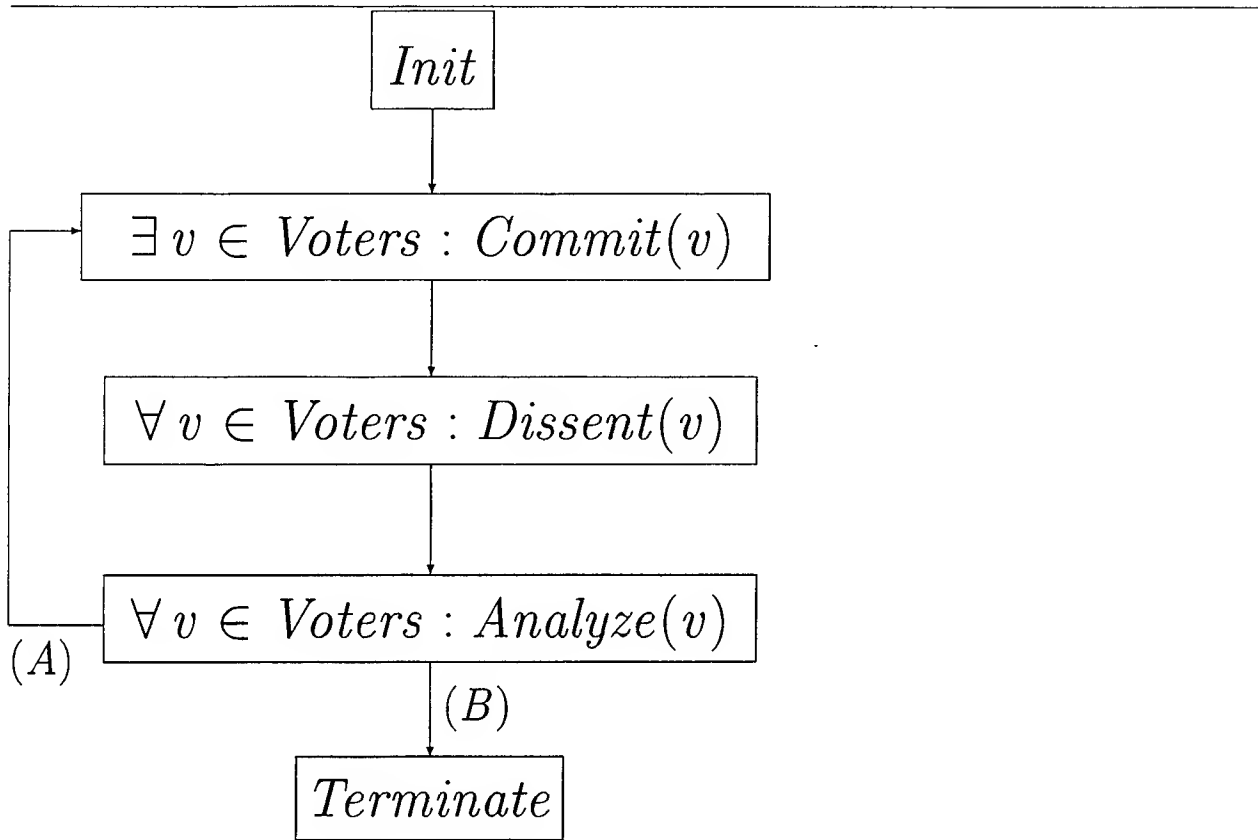 Init
∃ v ∈ Voters : Commit(v)
∀ v ∈ Voters : Dissent(v)
∀ v ∈ Voters : Analyze(v)
(A)
(B)
Terminate